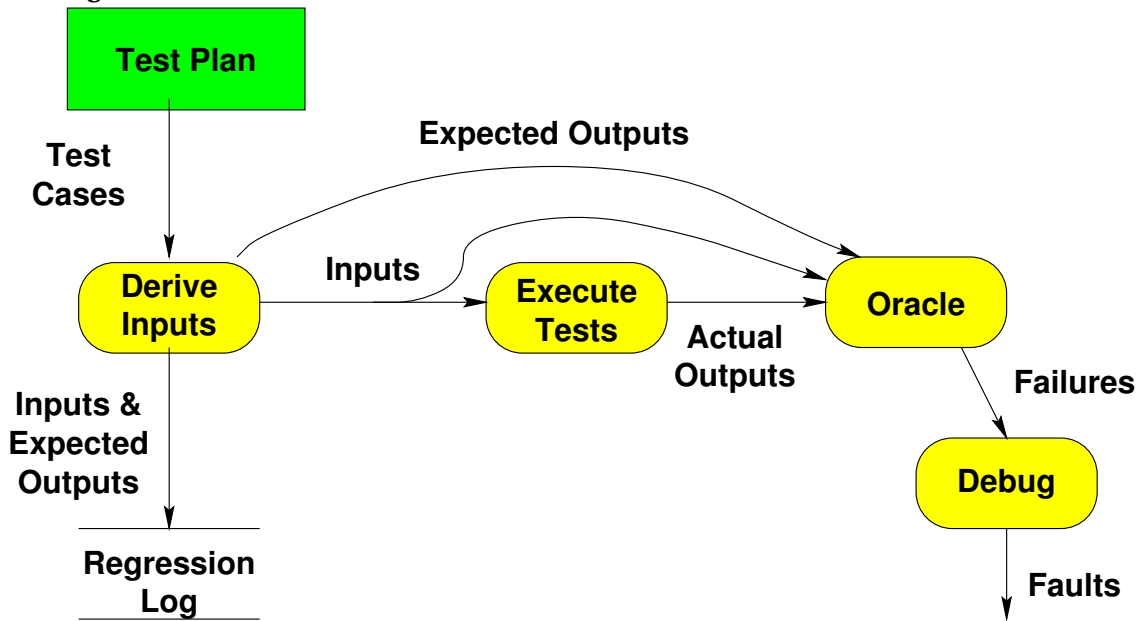 Test Plan
Test
Cases
Expected Outputs
Inputs
Derive
Inputs
Execute
Tests
Oracle
Actual
Outputs
Failures
Inputs &
Expected
Outputs
Debug
Regression
Log
Faults